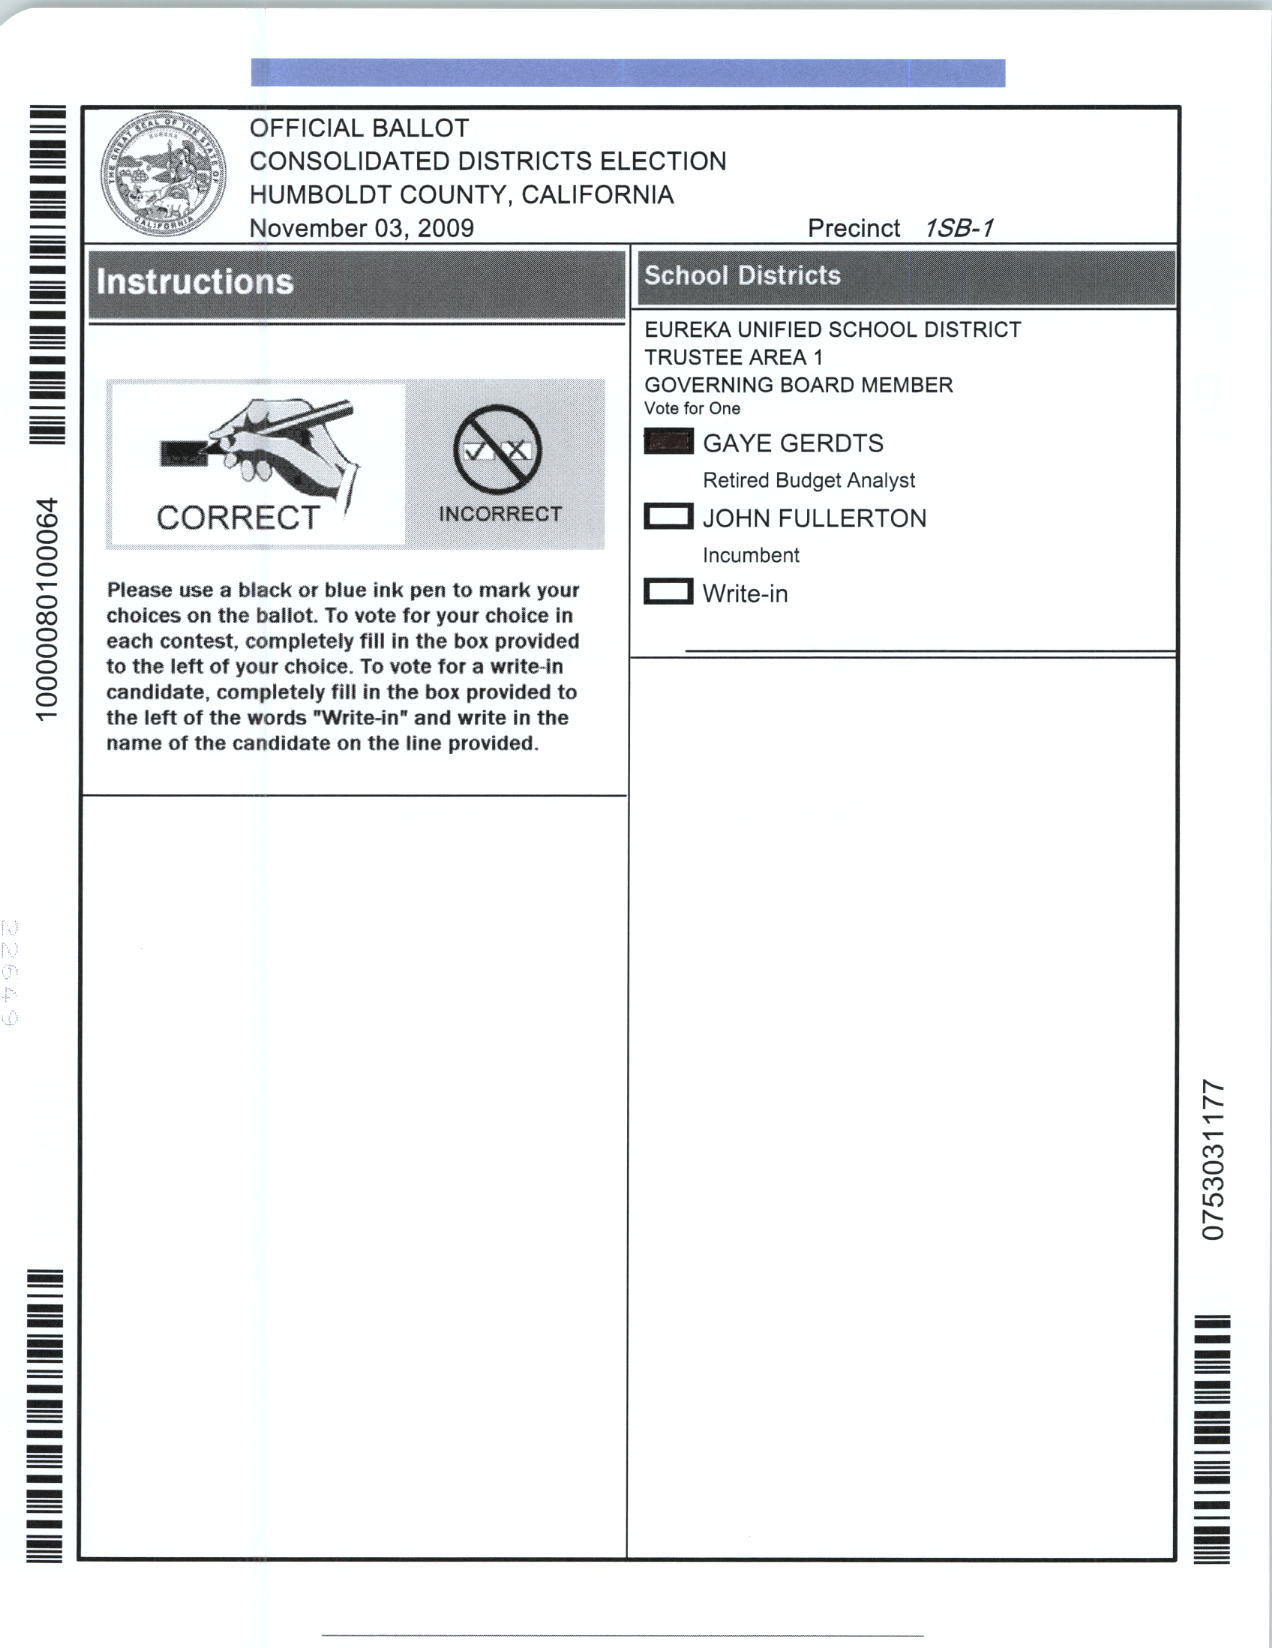 OFFICIAL BALLOT
CONSOLIDATED DISTRICTS ELECTION
HUMBOLDT COUNTY, CALIFORNIA
November 03, 2009
Precinct 1SB-1
THE GREAT SEAL OF THE STATE OF CALIFORNIA
EUREKA
Instructions
CORRECT
INCORRECT
Please use a black or blue ink pen to mark your
choices on the ballot. To vote for your choice in
each contest, completely fill in the box provided
to the left of your choice. To vote for a write-in
candidate, completely fill in the box provided to
the left of the words "Write-in" and write in the
name of the candidate on the line provided.
School Districts
EUREKA UNIFIED SCHOOL DISTRICT
TRUSTEE AREA 1
GOVERNING BOARD MEMBER
Vote for One
GAYE GERDTS
Retired Budget Analyst
JOHN FULLERTON
Incumbent
Write-in
1000080100064
22649
0753031177